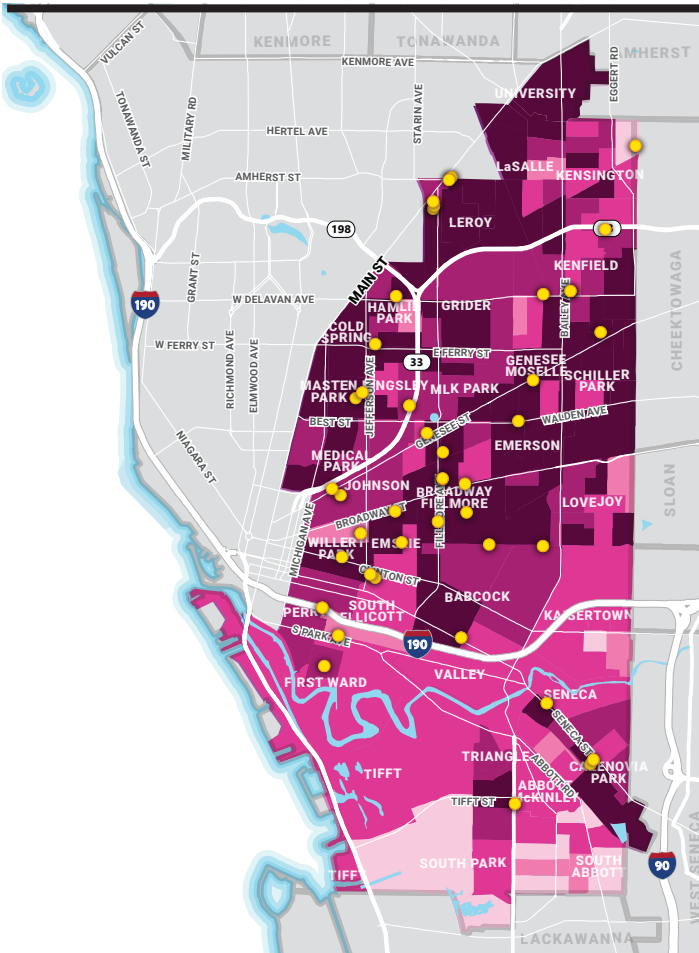 VULCAN ST
KENMORE
TONAWANDA
AMHERST
KENMORE AVE
EGGERT RD
UNIVERSITY
TONAWANDA ST
MILITARY RD
STARIN AVE
HERTEL AVE
LaSALLE
KENSINGTON
AMHERST ST
LEROY
198
MAIN ST
GRANT ST
KENFIELD
CHEEKTOWAGA
190
W DELAVAN AVE
HAMLIN
PARK
GRIDER
BAILEY AVE
COLD
SPRING
W FERRY ST
RICHMOND AVE
ELMWOOD AVE
E FERRY ST
33
GENESEE
MOSELLE
SCHILLER
PARK
MASTEN
PARK
KINGSLEY
JEFFERSON AVE
MLK PARK
BEST ST
GENESEE ST
WALDEN AVE
NIAGARA ST
EMERSON
MEDICAL
PARK
JOHNSON
BROADWAY
FILLMORE
FILLMORE AVE
LOVEJOY
SLOAN
MICHIGAN AVE
BROADWAY ST
WILLERT
PARK
EMSLIE
CLINTON ST
BABCOCK
PERRY
SOUTH
ELLICOTT
KAISERTOWN
S PARK AVE
190
FIRST WARD
VALLEY
SENECA
SENECA ST
TRIANGLE
ABBOTT RD
CAZENOVIA
PARK
TIFFT
ABBOTT
McKINLEY
TIFFT ST
SOUTH PARK
SOUTH
ABBOTT
90
TIFFT
WEST SENECA
LACKAWANNA